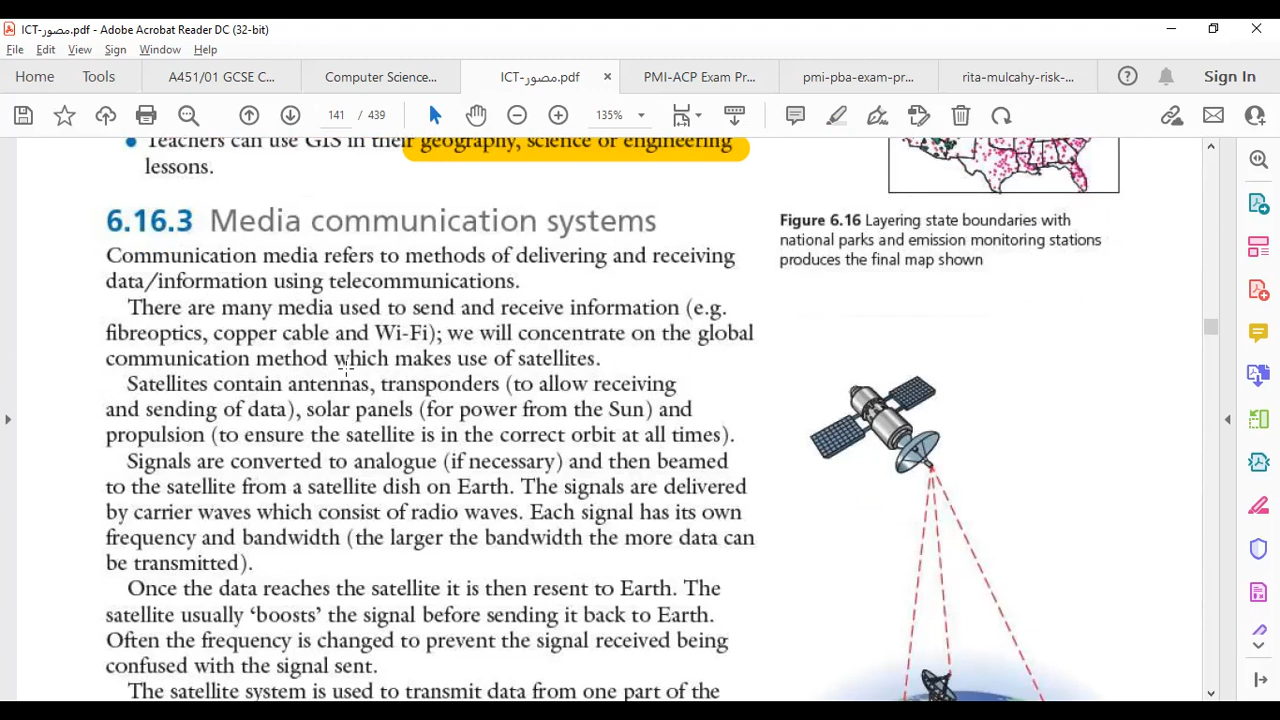 ICT-مصور.pdf - Adobe Acrobat Reader DC (32-bit)
File Edit View Sign Window Help
Home Tools A451/01 GCSE C... Computer Science... ICT-مصور.pdf PMI-ACP Exam Pr... pmi-pba-exam-pr... rita-mulcahy-risk-... Sign In
141 / 439 135%
Teachers can use GIS in their geography, science or engineering
lessons.
6.16.3 Media communication systems
Communication media refers to methods of delivering and receiving
data/information using telecommunications.
There are many media used to send and receive information (e.g.
fibreoptics, copper cable and Wi-Fi); we will concentrate on the global
communication method which makes use of satellites.
Satellites contain antennas, transponders (to allow receiving
and sending of data), solar panels (for power from the Sun) and
propulsion (to ensure the satellite is in the correct orbit at all times).
Signals are converted to analogue (if necessary) and then beamed
to the satellite from a satellite dish on Earth. The signals are delivered
by carrier waves which consist of radio waves. Each signal has its own
frequency and bandwidth (the larger the bandwidth the more data can
be transmitted).
Once the data reaches the satellite it is then resent to Earth. The
satellite usually ‘boosts’ the signal before sending it back to Earth.
Often the frequency is changed to prevent the signal received being
confused with the signal sent.
The satellite system is used to transmit data from one part of the
Figure 6.16 Layering state boundaries with
national parks and emission monitoring stations
produces the final map shown